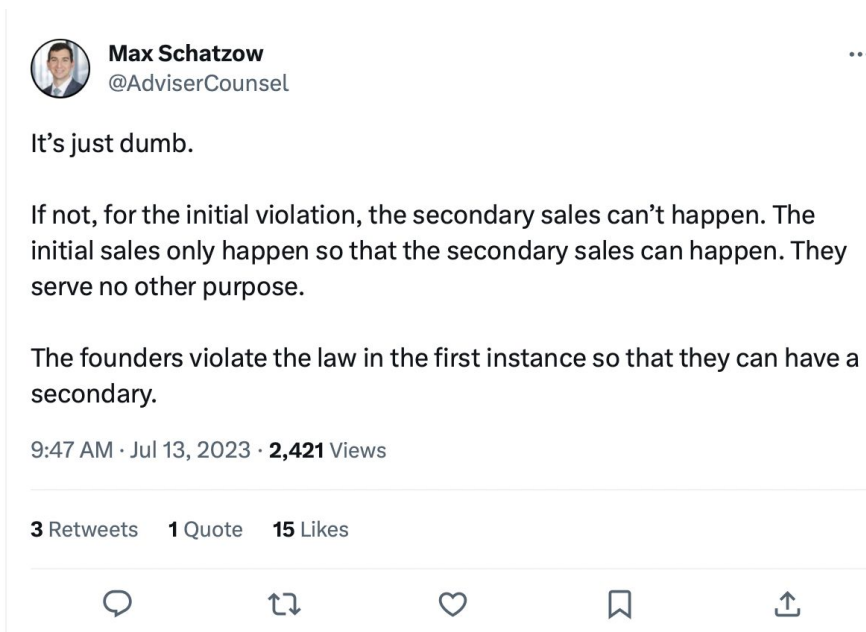 Max Schatzow
@AdviserCounsel
It’s just dumb.
If not, for the initial violation, the secondary sales can’t happen. The
initial sales only happen so that the secondary sales can happen. They
serve no other purpose.
The founders violate the law in the first instance so that they can have a
secondary.
9:47 AM · Jul 13, 2023 · 2,421 Views
3 Retweets 1 Quote 15 Likes